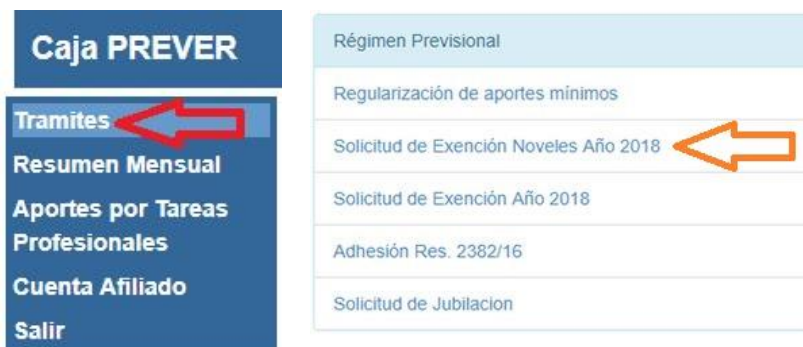 Caja PREVER
Tramites
Resumen Mensual
Aportes por Tareas
Profesionales
Cuenta Afiliado
Salir
Régimen Previsional
Regularización de aportes mínimos
Solicitud de Exención Noveles Año 2018
Solicitud de Exención Año 2018
Adhesión Res. 2382/16
Solicitud de Jubilacion